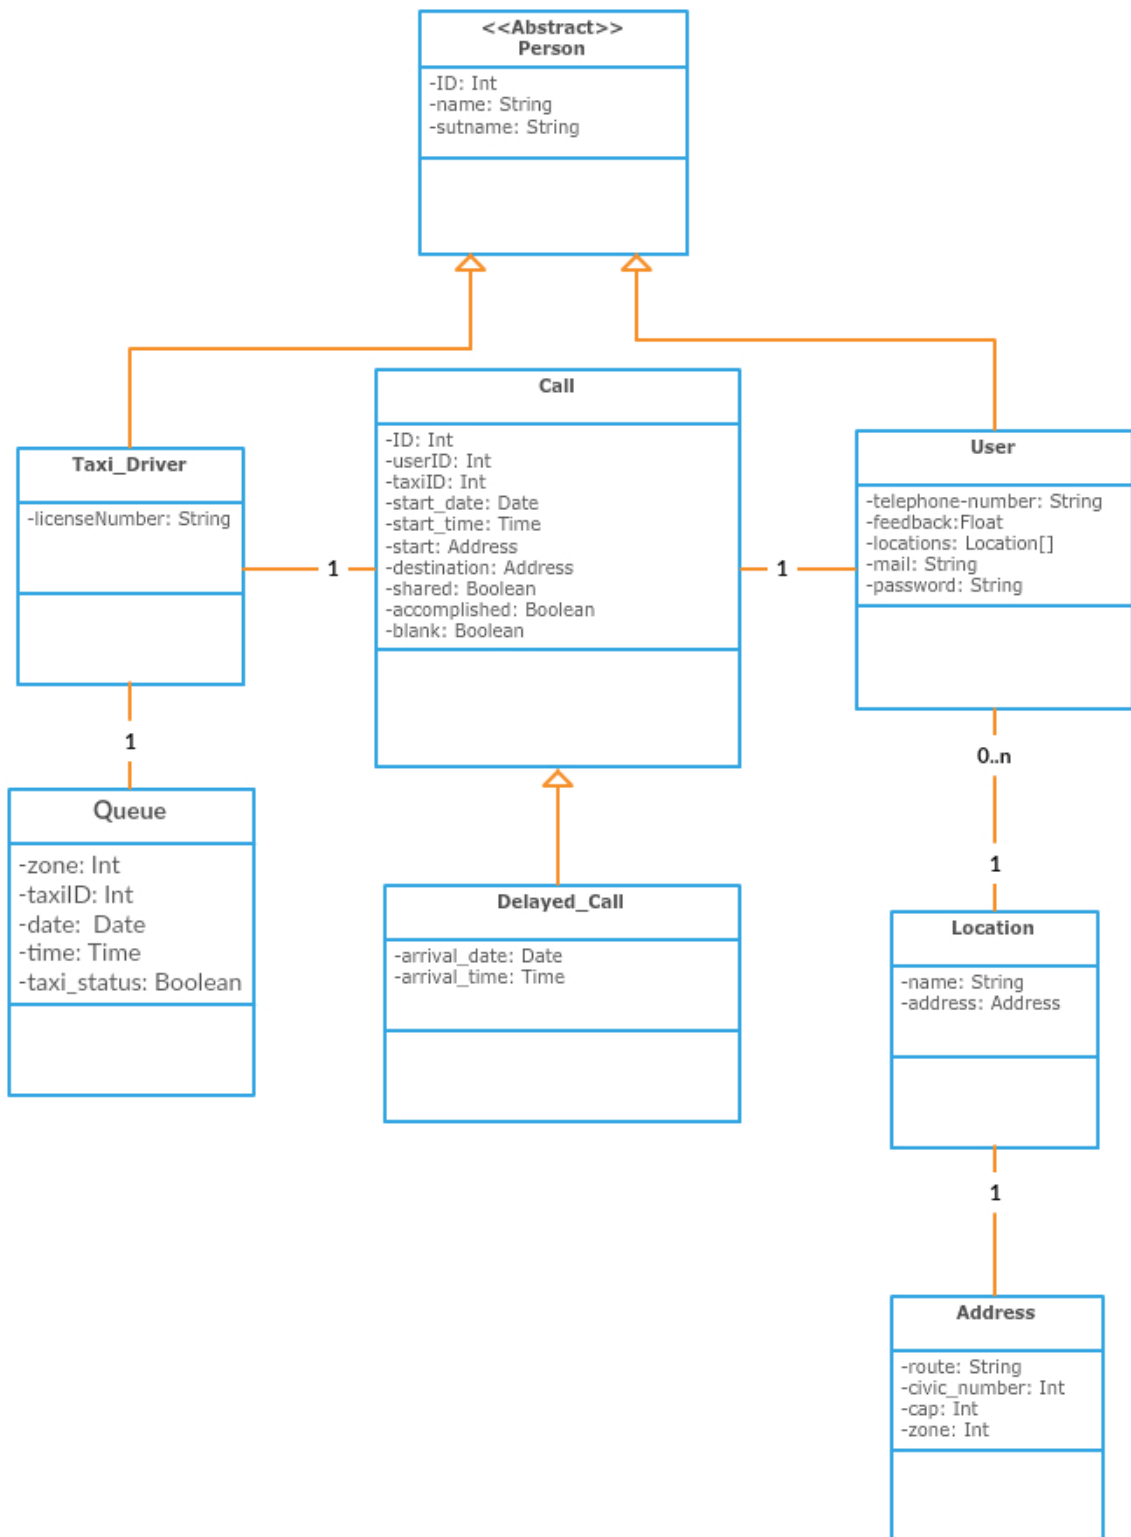 <<Abstract>>
Person
-ID: Int
-name: String
-sutname: String
Call
-ID: Int
-userID: Int
-taxiID: Int
-start_date: Date
-start_time: Time
-start: Address
-destination: Address
-shared: Boolean
-accomplished: Boolean
-blank: Boolean
Taxi_Driver
-licenseNumber: String
User
-telephone-number: String
-feedback:Float
-locations: Location[]
-mail: String
-password: String
1
1
1
0..n
1
Queue
-zone: Int
-taxiID: Int
-date:  Date
-time: Time
-taxi_status: Boolean
Delayed_Call
-arrival_date: Date
-arrival_time: Time
Location
-name: String
-address: Address
1
Address
-route: String
-civic_number: Int
-cap: Int
-zone: Int